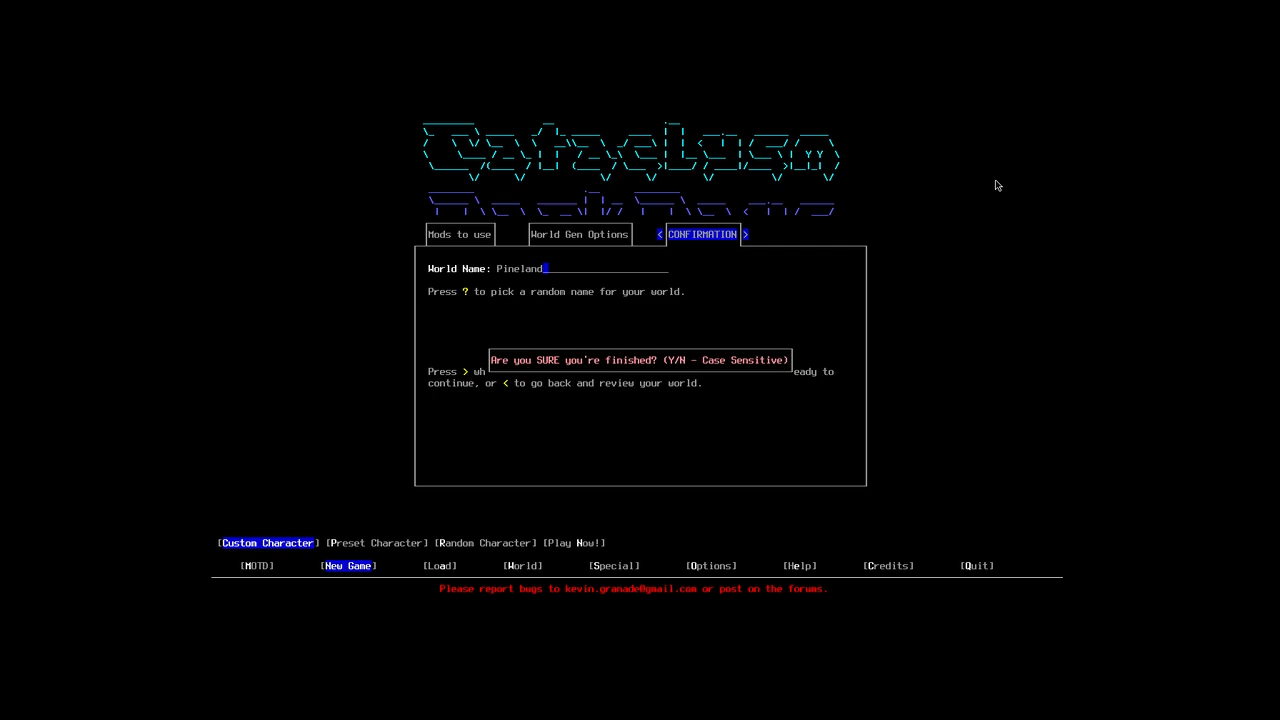 Cataclysm
Mods to use World Gen Options < CONFIRMATION >
World Name: Pineland_
Press ? to pick a random name for your world.
Are you SURE you're finished? (Y/N - Case Sensitive)
Press > wh eady to
continue, or < to go back and review your world.
[Custom Character] [Preset Character] [Random Character] [Play Now!]
[MOTD] [New Game] [Load] [World] [Special] [Options] [Help] [Credits] [Quit]
Please report bugs to kevin.granade@gmail.com or post on the forums.